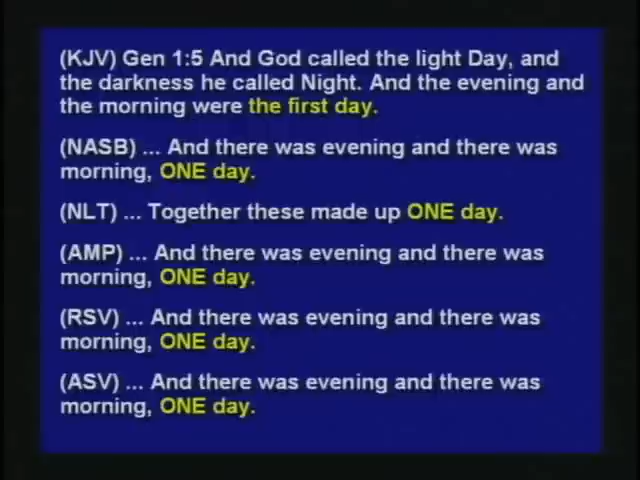 (KJV) Gen 1:5 And God called the light Day, and
the darkness he called Night. And the evening and
the morning were the first day.
(NASB) ... And there was evening and there was
morning, ONE day.
(NLT) ... Together these made up ONE day.
(AMP) ... And there was evening and there was
morning, ONE day.
(RSV) ... And there was evening and there was
morning, ONE day.
(ASV) ... And there was evening and there was
morning, ONE day.